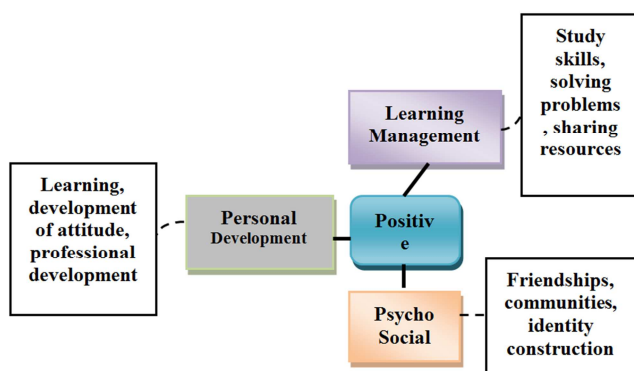 Study
skills,
solving
problems
, sharing
resources
Learning
Management
Learning,
development
of attitude,
professional
development
Personal
Development
Positiv
e
Psycho
Social
Friendships,
communities,
identity
construction